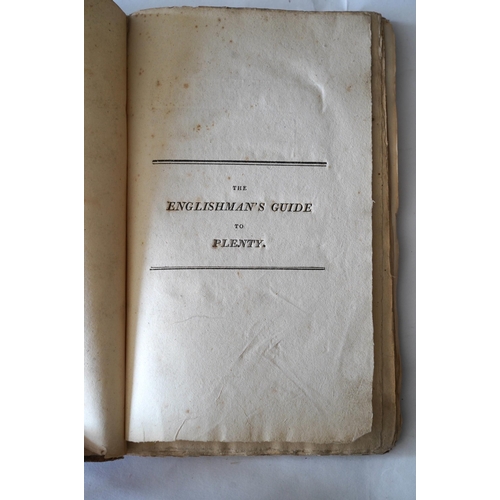 THE
ENGLISHMAN'S GUIDE
TO
PLENTY.